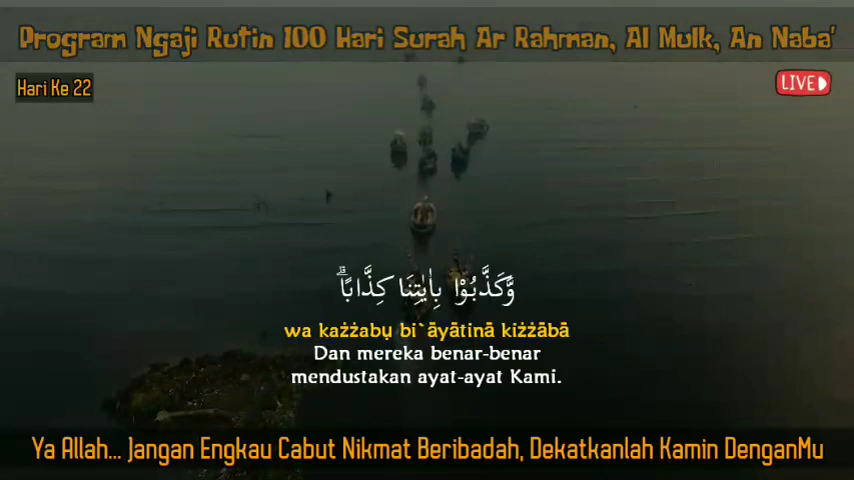 Program Ngaji Rutin 100 Hari Surah Ar Rahman, Al Mulk, An Naba'
Hari Ke 22
LIVE
وَّكَذَّبُوْا بِاٰيٰتِنَا كِذَّابًاۗ
wa każżabụ bi`āyātinā kiżżābā
Dan mereka benar-benar
mendustakan ayat-ayat Kami.
Ya Allah... Jangan Engkau Cabut Nikmat Beribadah, Dekatkanlah Kamin DenganMu